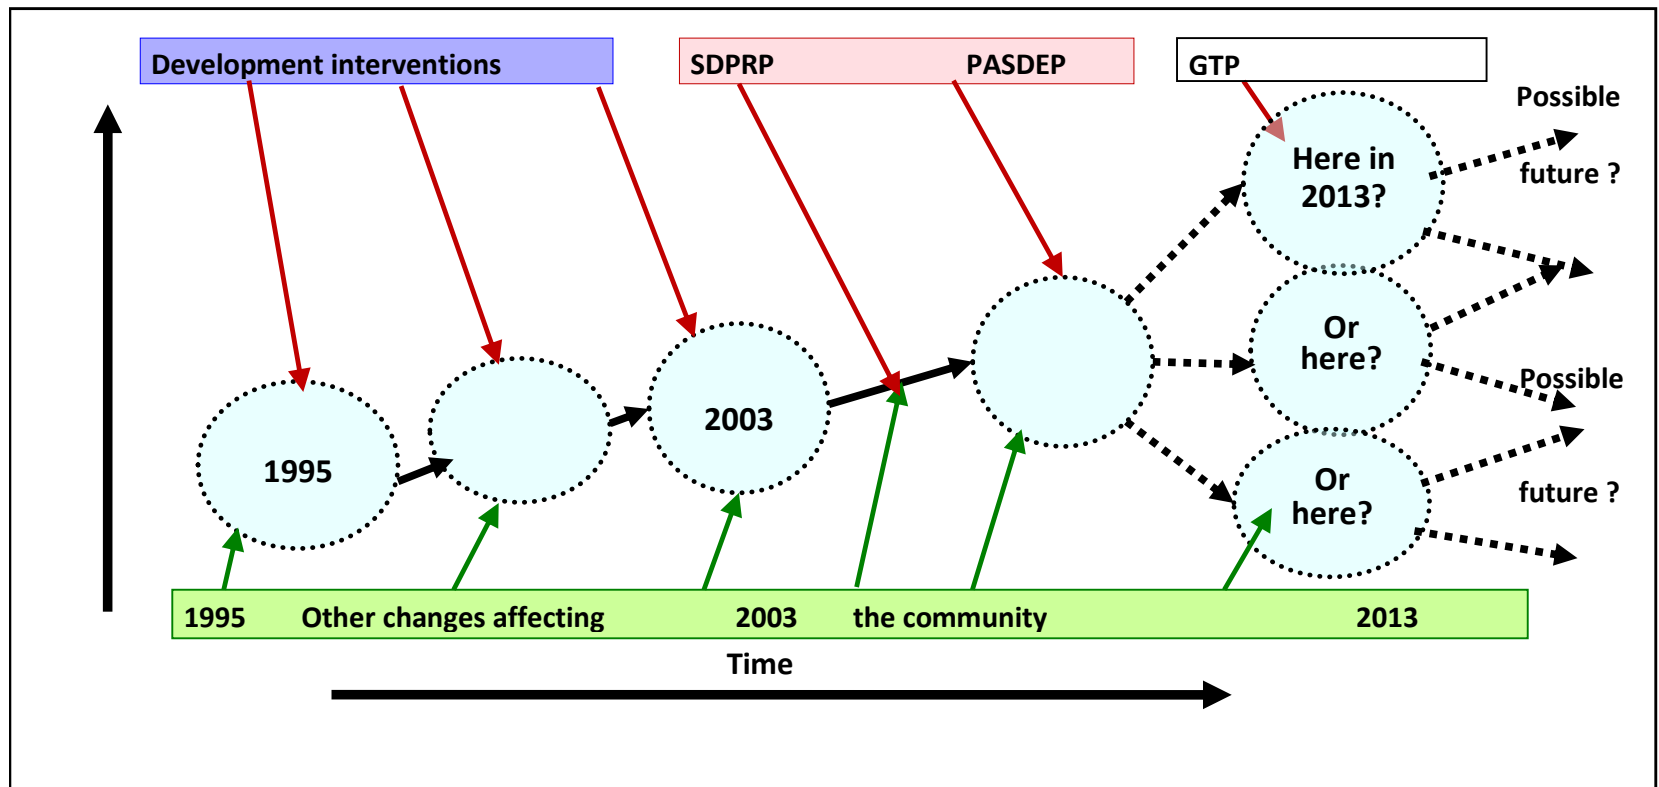 Development interventions
SDPRP PASDEP
GTP
Possible
future ?
Here in
2013?
Or
here?
Possible
future ?
Or
here?
2003
1995
1995 Other changes affecting 2003 the community 2013
Time